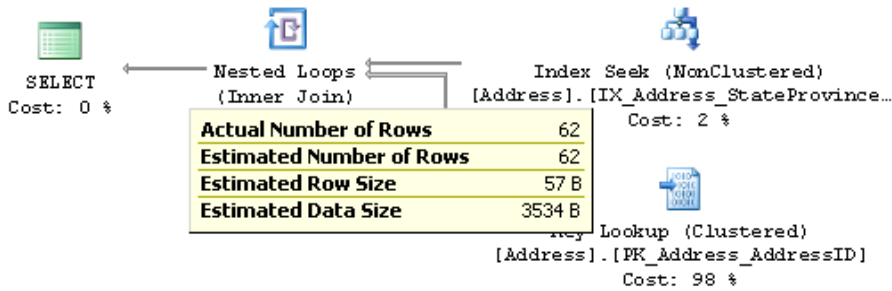 SELECT
Cost: 0 %
Nested Loops
(Inner Join)
Index Seek (NonClustered)
[Address].[IX_Address_StateProvince…
Cost: 2 %
Actual Number of Rows 62
Estimated Number of Rows 62
Estimated Row Size 57 B
Estimated Data Size 3534 B
Lookup (Clustered)
[Address].[PK_Address_AddressID]
Cost: 98 %